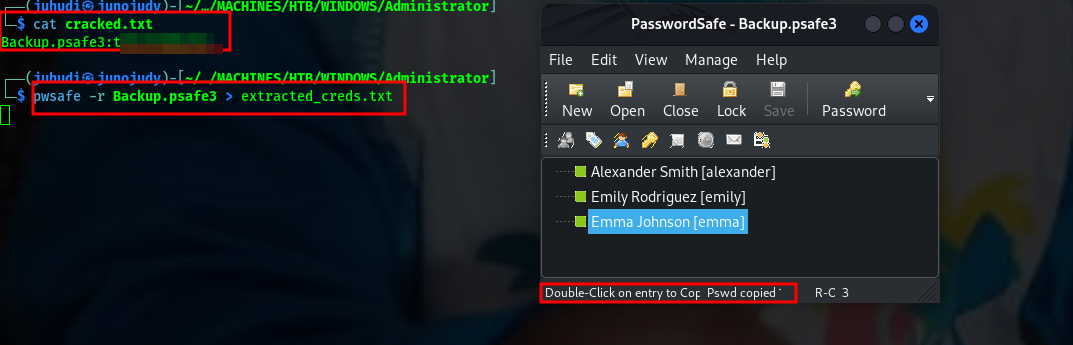 (juhudi㉿junojudy)-[~/…/MACHINES/HTB/WINDOWS/Administrator]
$ cat cracked.txt
Backup.psafe3:t
(juhudi㉿junojudy)-[~/…/MACHINES/HTB/WINDOWS/Administrator]
$ pwsafe -r Backup.psafe3 > extracted_creds.txt
PasswordSafe - Backup.psafe3
File Edit View Manage Help
New Open Close Lock Save Password
Alexander Smith [alexander]
Emily Rodriguez [emily]
Emma Johnson [emma]
Double-Click on entry to Cop Pswd copied R-C 3